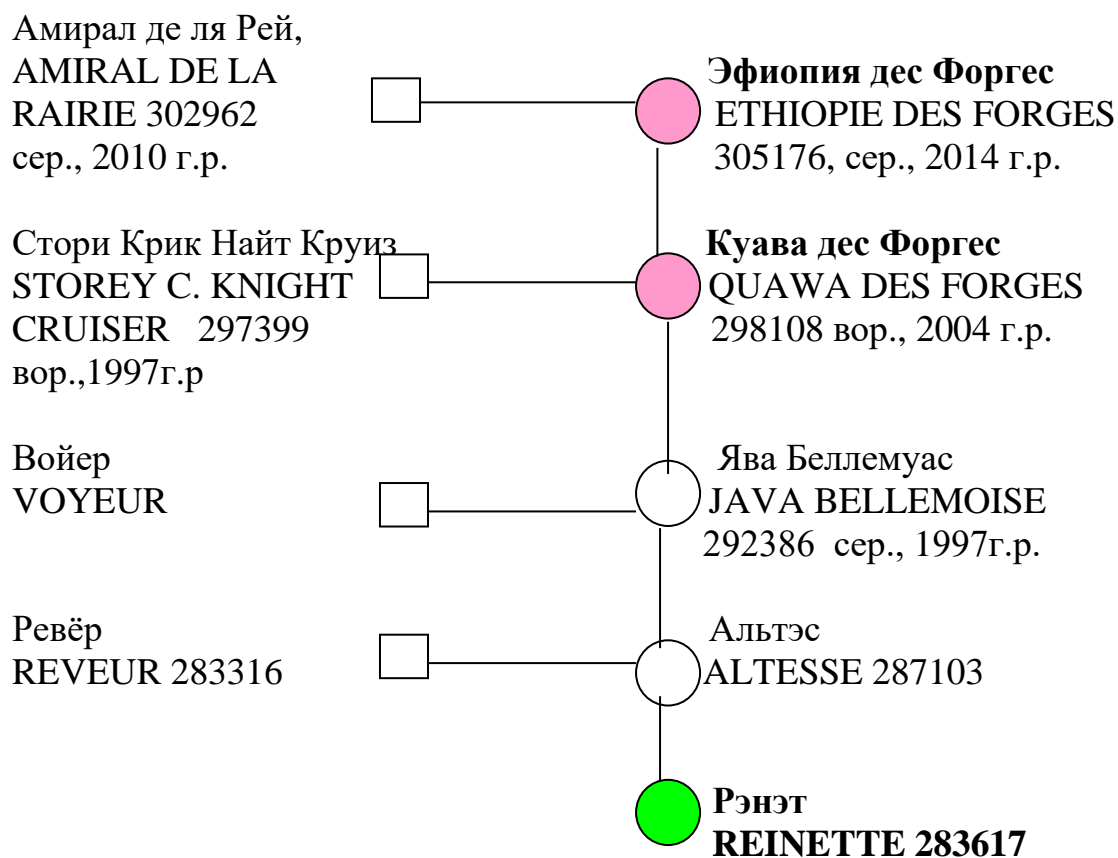 Амирал де ля Рей,
AMIRAL DE LA
RAIRIE 302962
сер., 2010 г.р.
Эфиопия дес Форгес
ETHIOPIE DES FORGES
305176, сер., 2014 г.р.
Стори Крик Найт Круиз
STOREY C. KNIGHT
CRUISER 297399
вор.,1997г.р
Куава дес Форгес
QUAWA DES FORGES
298108 вор., 2004 г.р.
Войер
VOYEUR
Ява Беллемуас
JAVA BELLEMOISE
292386 сер., 1997г.р.
Ревёр
REVEUR 283316
Альтэс
ALTESSE 287103
Рэнэт
REINETTE 283617